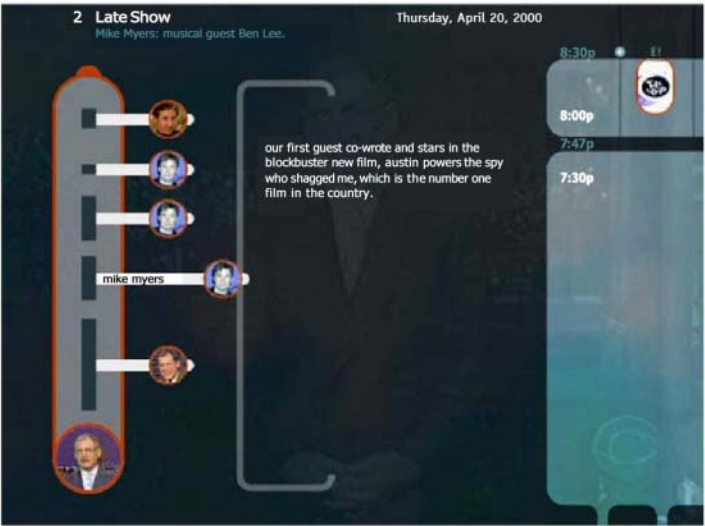 2 Late Show
Thursday, April 20, 2000
Mike Myers: musical guest Ben Lee.
8:30p E!
8:00p
7:47p
7:30p
our first guest co-wrote and stars in the
blockbuster new film, austin powers the spy
who shagged me, which is the number one
film in the country.
mike myers